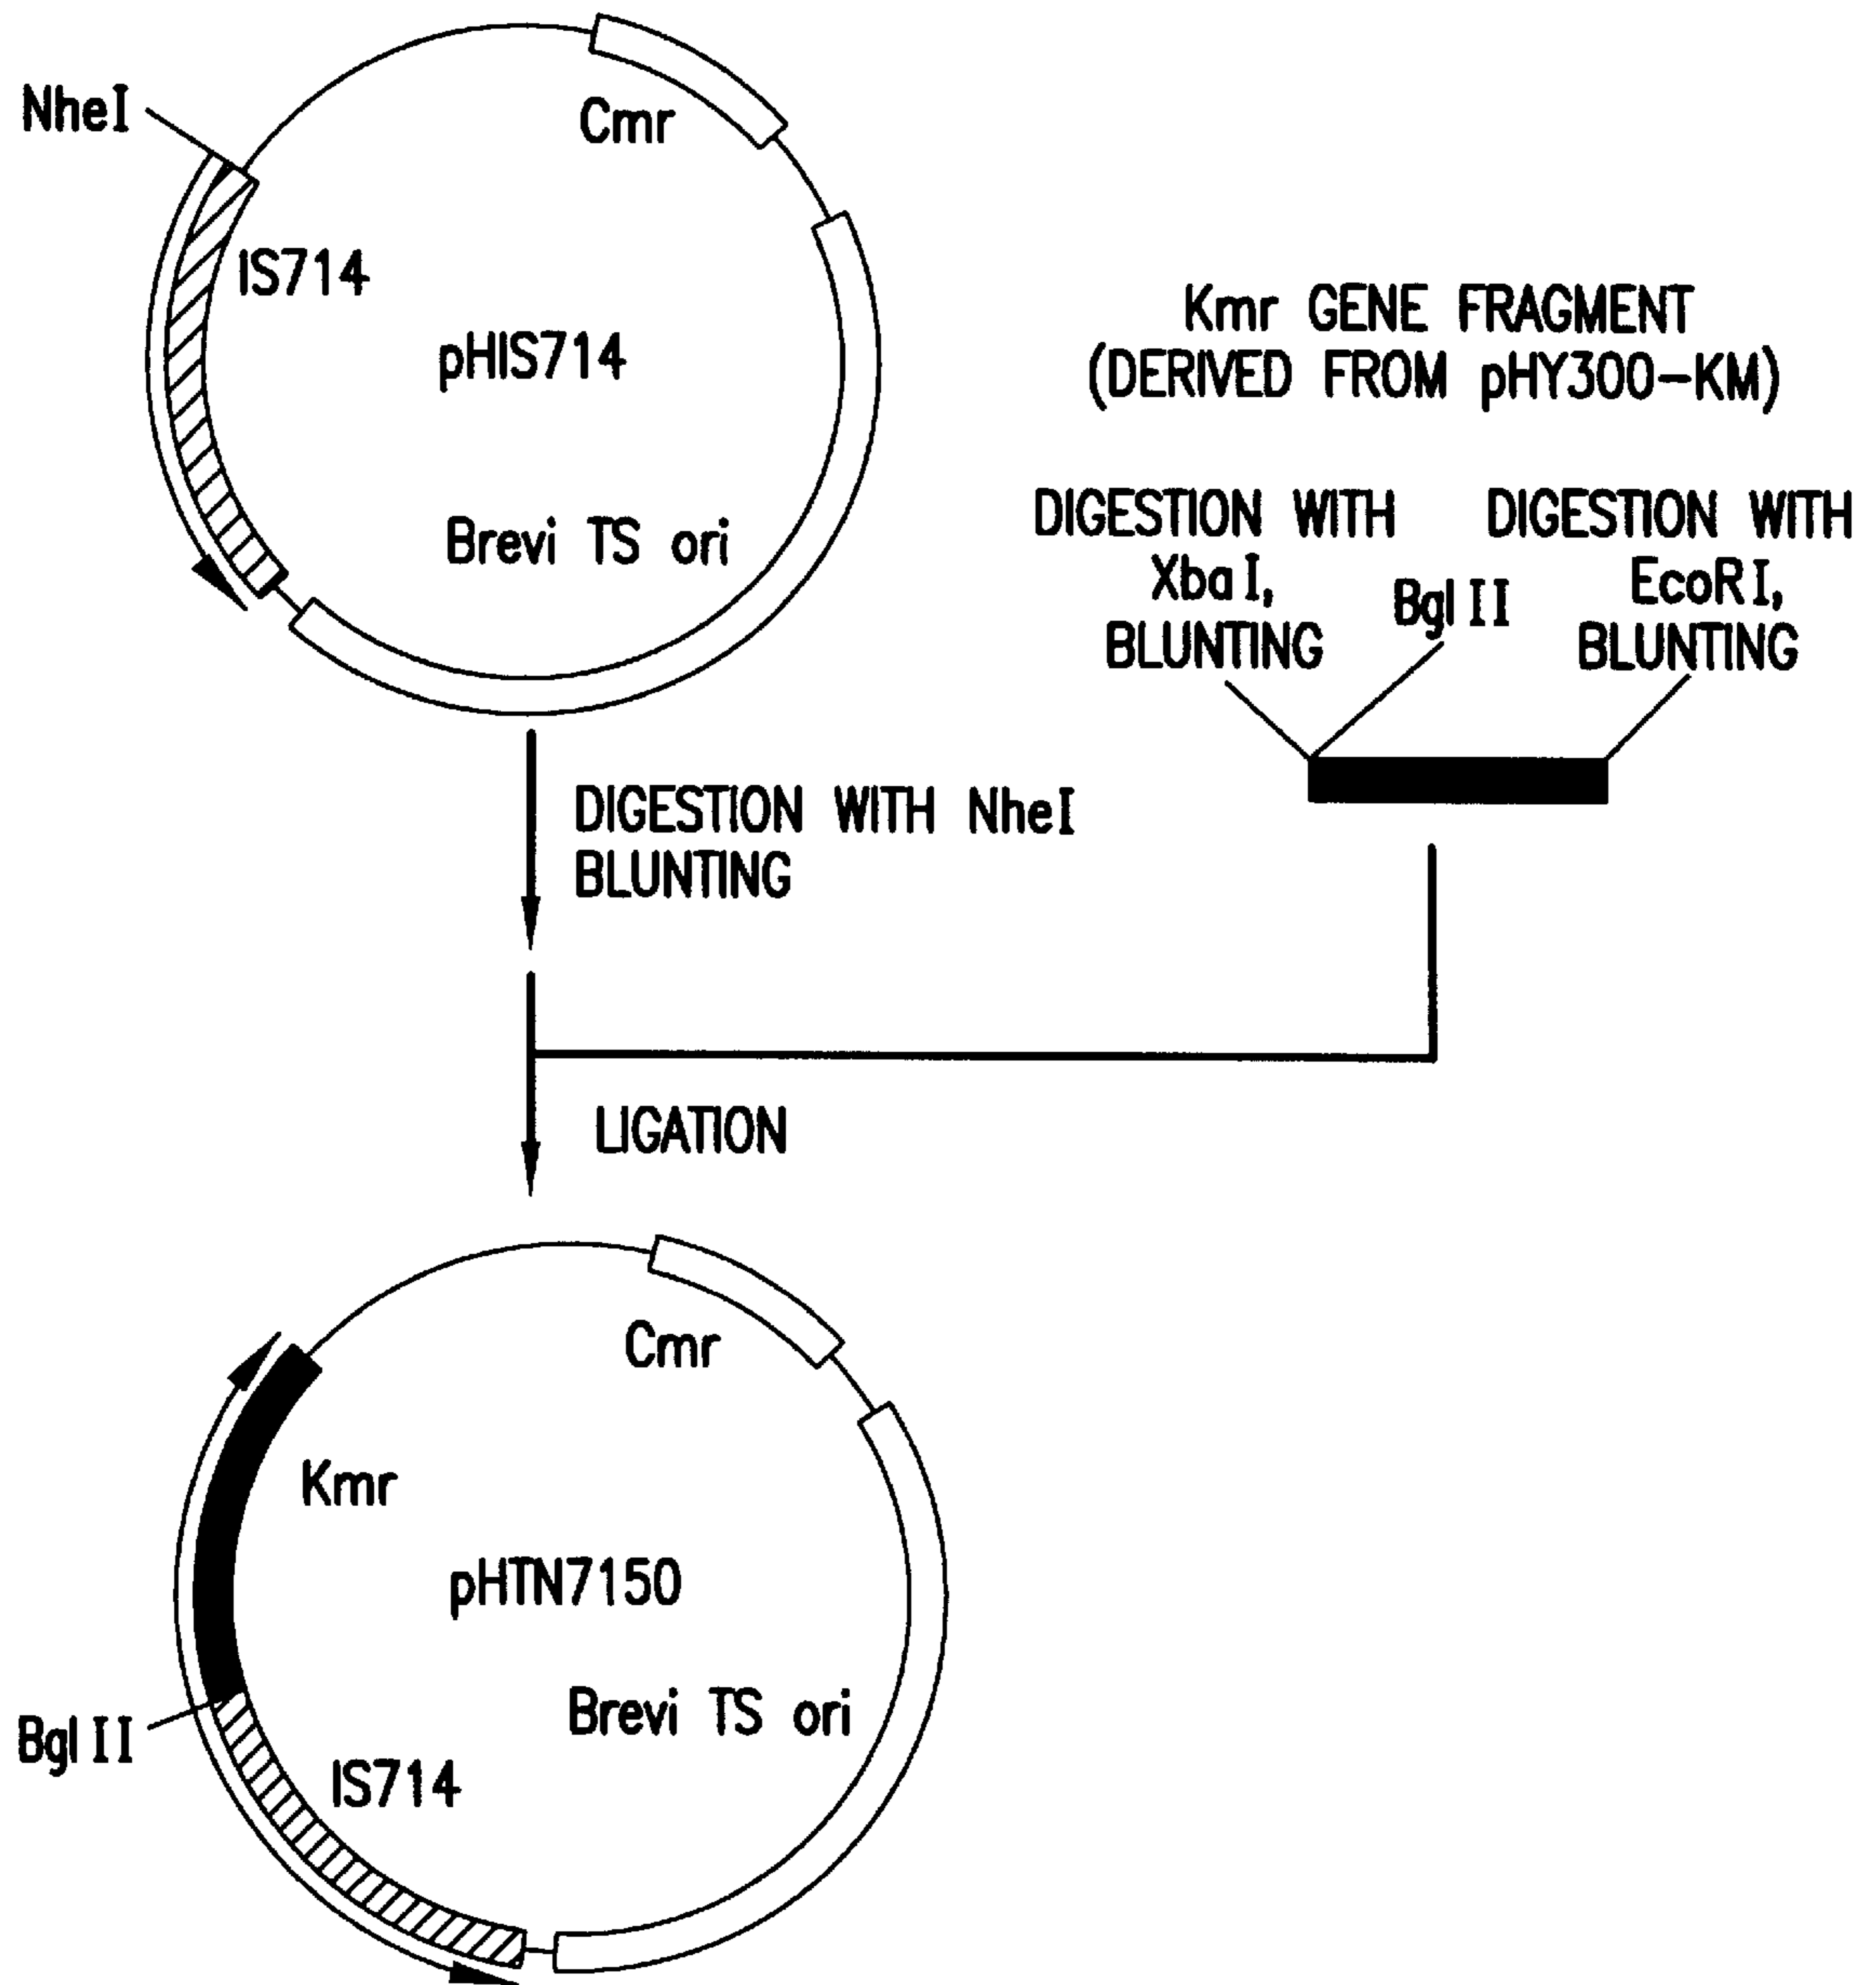 NheI
Cmr
IS714
pHIS714
Brevi TS ori
Kmr GENE FRAGMENT
(DERIVED FROM pHY300-KM)
DIGESTION WITH
XbaI,
BLUNTING
BglII
DIGESTION WITH
EcoRI,
BLUNTING
DIGESTION WITH NheI
BLUNTING
LIGATION
Cmr
Kmr
pHTN7150
Brevi TS ori
BglII
IS714